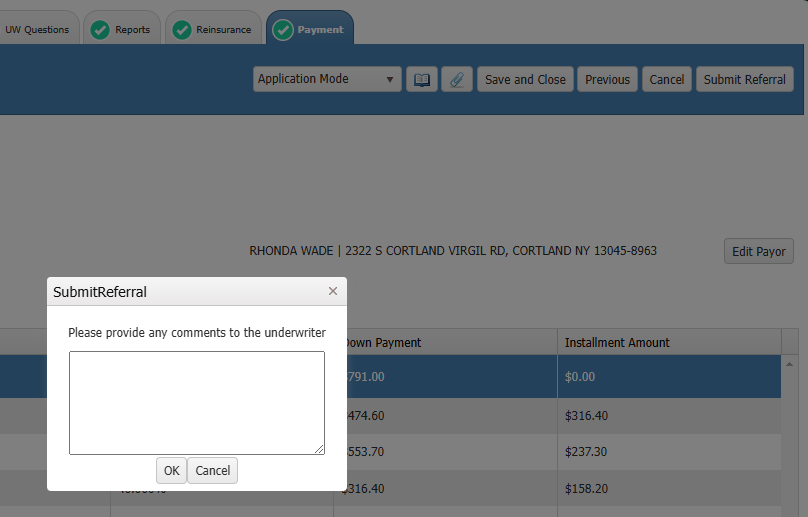 UW Questions Reports Reinsurance Payment
Application Mode Save and Close Previous Cancel Submit Referral
RHONDA WADE | 2322 S CORTLAND VIRGIL RD, CORTLAND NY 13045-8963 Edit Payor
SubmitReferral
Please provide any comments to the underwriter
Down Payment Installment Amount
$791.00 $0.00
$474.60 $316.40
$553.70 $237.30
OK Cancel
$316.40 $158.20